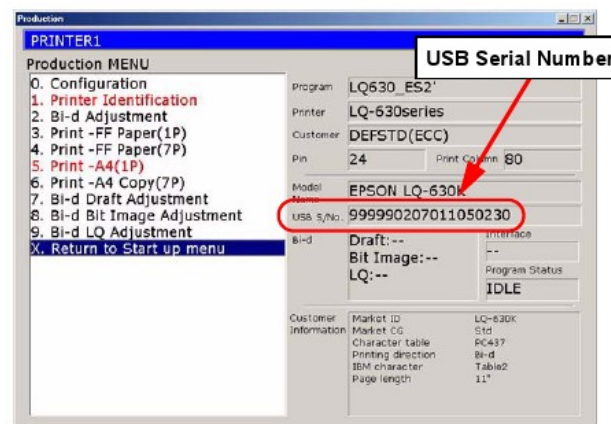 Production
PRINTER1
USB Serial Number
Production MENU
0. Configuration
1. Printer Identification
2. Bi-d Adjustment
3. Print -FF Paper(1P)
4. Print -FF Paper(7P)
5. Print -A4(1P)
6. Print -A4 Copy(7P)
7. Bi-d Draft Adjustment
8. Bi-d Bit Image Adjustment
9. Bi-d LQ Adjustment
X. Return to Start up menu
Program LQ630_ES2'
Printer LQ-630series
Customer DEFSTD(ECC)
Pin 24 Print Column 80
Model Name EPSON LQ-630K
USB S/No. 999990207011050230
Bi-d Draft:--
Bit Image:--
LQ:--
Interface
--
Program Status
IDLE
Customer Information
Market ID LQ-630K
Market CG Std
Character table PC437
Printing direction Bi-d
IBM character Table2
Page length 11"